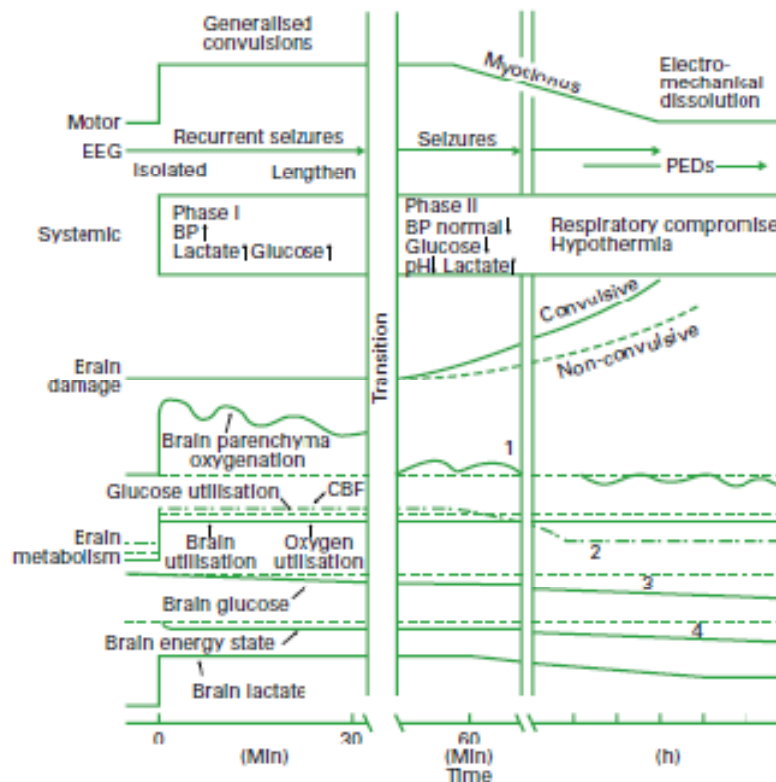 Generalised
convulsions
Myoclonus
Electro-
mechanical
dissolution
Motor
EEG
Recurrent seizures
Isolated
Lengthen
Seizures
PEDs
Systemic
Phase I
BP↑
Lactate↑Glucose↑
Phase II
BP normal↓
Glucose↓
pH↓ Lactate↑
Respiratory compromise
Hypothermia
Transition
Convulsive
Non-convulsive
Erain
damage
Brain parenchyma
oxygenation
1
Glucose utilisation
CBF
Erain
metabolism
Brain
utilisation
Oxygen
utilisation
2
Brain glucose
3
Brain energy state
4
Brain lactate
0
30
60
(Min)
(Min)
(h)
Time